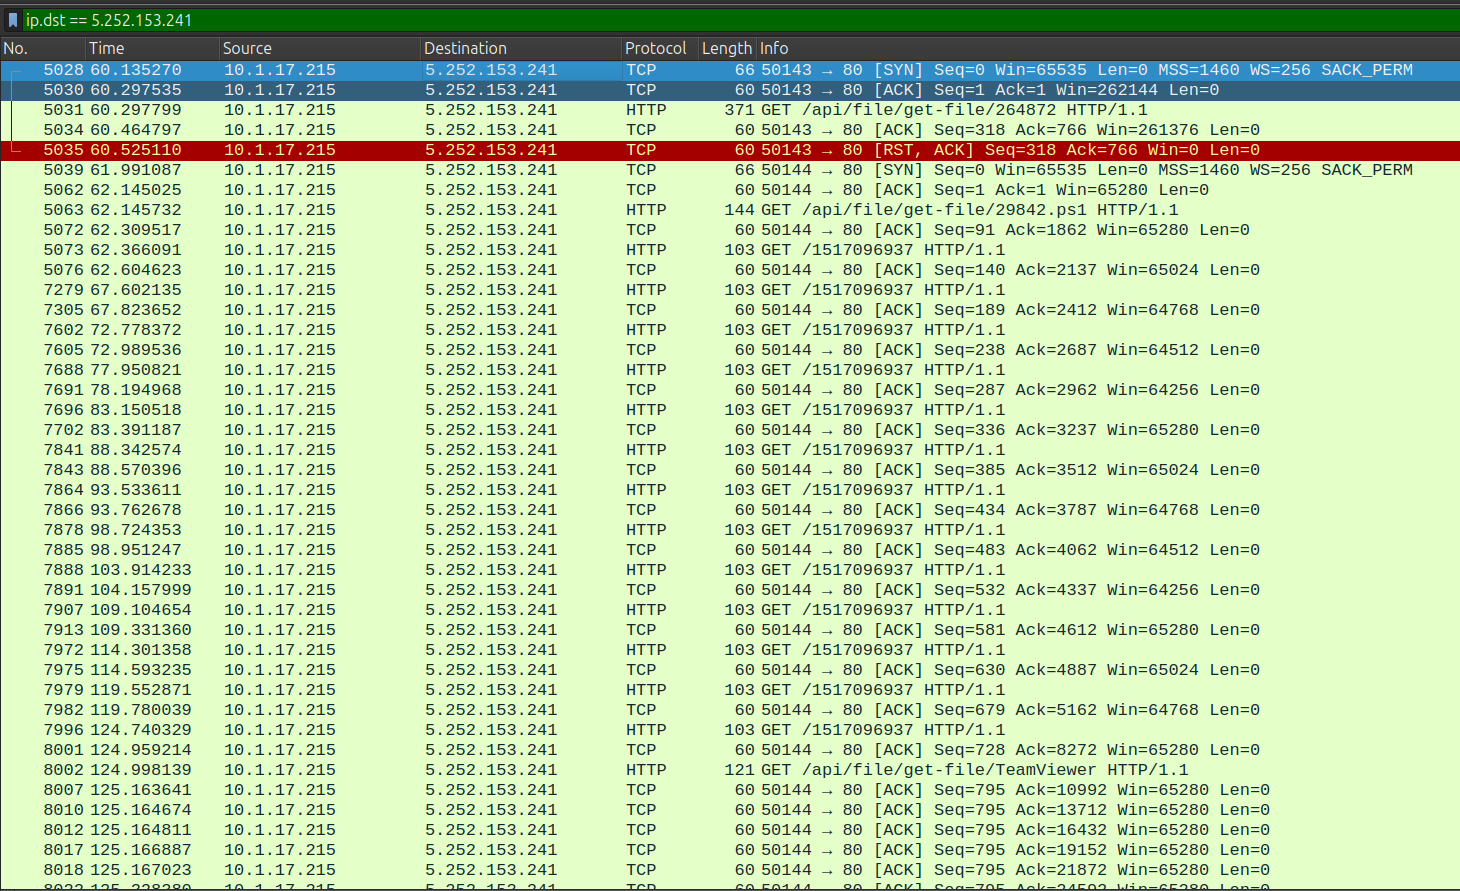 ip.dst == 5.252.153.241
No. Time Source Destination Protocol Length Info
5028 60.135270 10.1.17.215 5.252.153.241 TCP 66 50143 → 80 [SYN] Seq=0 Win=65535 Len=0 MSS=1460 WS=256 SACK_PERM
5030 60.297535 10.1.17.215 5.252.153.241 TCP 60 50143 → 80 [ACK] Seq=1 Ack=1 Win=262144 Len=0
5031 60.297799 10.1.17.215 5.252.153.241 HTTP 371 GET /api/file/get-file/264872 HTTP/1.1
5034 60.464797 10.1.17.215 5.252.153.241 TCP 60 50143 → 80 [ACK] Seq=318 Ack=766 Win=261376 Len=0
5035 60.525110 10.1.17.215 5.252.153.241 TCP 60 50143 → 80 [RST, ACK] Seq=318 Ack=766 Win=0 Len=0
5039 61.991087 10.1.17.215 5.252.153.241 TCP 66 50144 → 80 [SYN] Seq=0 Win=65535 Len=0 MSS=1460 WS=256 SACK_PERM
5062 62.145025 10.1.17.215 5.252.153.241 TCP 60 50144 → 80 [ACK] Seq=1 Ack=1 Win=65280 Len=0
5063 62.145732 10.1.17.215 5.252.153.241 HTTP 144 GET /api/file/get-file/29842.ps1 HTTP/1.1
5072 62.309517 10.1.17.215 5.252.153.241 TCP 60 50144 → 80 [ACK] Seq=91 Ack=1862 Win=65280 Len=0
5073 62.366091 10.1.17.215 5.252.153.241 HTTP 103 GET /1517096937 HTTP/1.1
5076 62.604623 10.1.17.215 5.252.153.241 TCP 60 50144 → 80 [ACK] Seq=140 Ack=2137 Win=65024 Len=0
7279 67.602135 10.1.17.215 5.252.153.241 HTTP 103 GET /1517096937 HTTP/1.1
7305 67.823652 10.1.17.215 5.252.153.241 TCP 60 50144 → 80 [ACK] Seq=189 Ack=2412 Win=64768 Len=0
7602 72.778372 10.1.17.215 5.252.153.241 HTTP 103 GET /1517096937 HTTP/1.1
7605 72.989536 10.1.17.215 5.252.153.241 TCP 60 50144 → 80 [ACK] Seq=238 Ack=2687 Win=64512 Len=0
7688 77.950821 10.1.17.215 5.252.153.241 HTTP 103 GET /1517096937 HTTP/1.1
7691 78.194968 10.1.17.215 5.252.153.241 TCP 60 50144 → 80 [ACK] Seq=287 Ack=2962 Win=64256 Len=0
7696 83.150518 10.1.17.215 5.252.153.241 HTTP 103 GET /1517096937 HTTP/1.1
7702 83.391187 10.1.17.215 5.252.153.241 TCP 60 50144 → 80 [ACK] Seq=336 Ack=3237 Win=65280 Len=0
7841 88.342574 10.1.17.215 5.252.153.241 HTTP 103 GET /1517096937 HTTP/1.1
7843 88.570396 10.1.17.215 5.252.153.241 TCP 60 50144 → 80 [ACK] Seq=385 Ack=3512 Win=65024 Len=0
7864 93.533611 10.1.17.215 5.252.153.241 HTTP 103 GET /1517096937 HTTP/1.1
7866 93.762678 10.1.17.215 5.252.153.241 TCP 60 50144 → 80 [ACK] Seq=434 Ack=3787 Win=64768 Len=0
7878 98.724353 10.1.17.215 5.252.153.241 HTTP 103 GET /1517096937 HTTP/1.1
7885 98.951247 10.1.17.215 5.252.153.241 TCP 60 50144 → 80 [ACK] Seq=483 Ack=4062 Win=64512 Len=0
7888 103.914233 10.1.17.215 5.252.153.241 HTTP 103 GET /1517096937 HTTP/1.1
7891 104.157999 10.1.17.215 5.252.153.241 TCP 60 50144 → 80 [ACK] Seq=532 Ack=4337 Win=64256 Len=0
7907 109.104654 10.1.17.215 5.252.153.241 HTTP 103 GET /1517096937 HTTP/1.1
7913 109.331360 10.1.17.215 5.252.153.241 TCP 60 50144 → 80 [ACK] Seq=581 Ack=4612 Win=65280 Len=0
7972 114.301358 10.1.17.215 5.252.153.241 HTTP 103 GET /1517096937 HTTP/1.1
7975 114.593235 10.1.17.215 5.252.153.241 TCP 60 50144 → 80 [ACK] Seq=630 Ack=4887 Win=65024 Len=0
7979 119.552871 10.1.17.215 5.252.153.241 HTTP 103 GET /1517096937 HTTP/1.1
7982 119.780039 10.1.17.215 5.252.153.241 TCP 60 50144 → 80 [ACK] Seq=679 Ack=5162 Win=64768 Len=0
7996 124.740329 10.1.17.215 5.252.153.241 HTTP 103 GET /1517096937 HTTP/1.1
8001 124.959214 10.1.17.215 5.252.153.241 TCP 60 50144 → 80 [ACK] Seq=728 Ack=8272 Win=65280 Len=0
8002 124.998139 10.1.17.215 5.252.153.241 HTTP 121 GET /api/file/get-file/TeamViewer HTTP/1.1
8007 125.163641 10.1.17.215 5.252.153.241 TCP 60 50144 → 80 [ACK] Seq=795 Ack=10992 Win=65280 Len=0
8010 125.164674 10.1.17.215 5.252.153.241 TCP 60 50144 → 80 [ACK] Seq=795 Ack=13712 Win=65280 Len=0
8012 125.164811 10.1.17.215 5.252.153.241 TCP 60 50144 → 80 [ACK] Seq=795 Ack=16432 Win=65280 Len=0
8017 125.166887 10.1.17.215 5.252.153.241 TCP 60 50144 → 80 [ACK] Seq=795 Ack=19152 Win=65280 Len=0
8018 125.167023 10.1.17.215 5.252.153.241 TCP 60 50144 → 80 [ACK] Seq=795 Ack=21872 Win=65280 Len=0